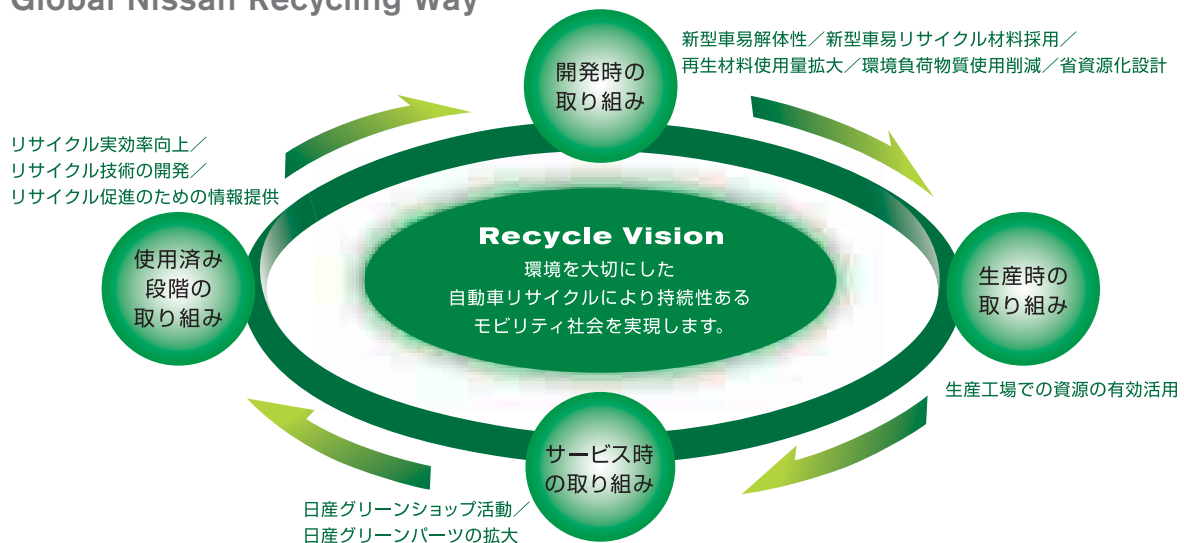 Global Nissan Recycling Way
新型車易解体性／新型車易リサイクル材料採用／
再生材料使用量拡大／環境負荷物質使用削減／省資源化設計
開発時の
取り組み
リサイクル実効率向上／
リサイクル技術の開発／
リサイクル促進のための情報提供
使用済み
段階の
取り組み
Recycle Vision
環境を大切にした
自動車リサイクルにより持続性ある
モビリティ社会を実現します。
生産時の
取り組み
生産工場での資源の有効活用
サービス時
の取り組み
日産グリーンショップ活動／
日産グリーンパーツの拡大